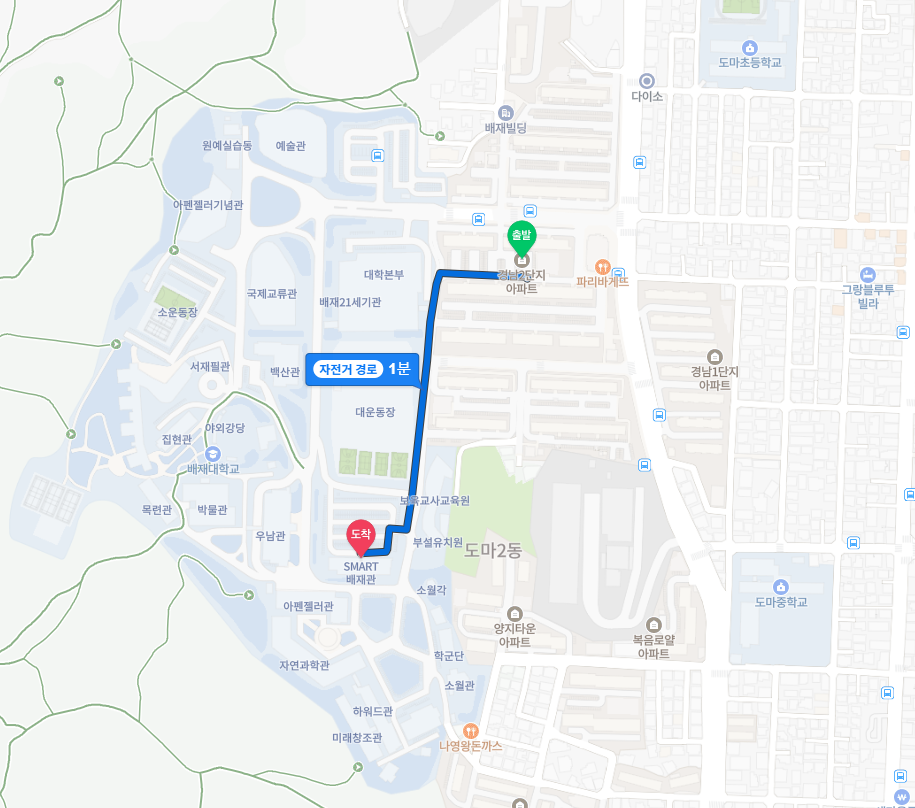 도마초등학교
다이소
배재빌딩
원예실습동
예술관
아펜젤러기념관
출발
경남2단지
아파트
파리바게뜨
대학본부
그랑블루투
빌라
국제교류관
배재21세기관
소운동장
서재필관
백산관
자전거 경로 1분
경남1단지
아파트
대운동장
야외강당
집현관
배재대학교
보육교사교육원
목련관
박물관
우남관
도착
부설유치원
도마2동
SMART
배재관
소월각
아펜젤러관
도마중학교
양지타운
아파트
복음로얄
아파트
학군단
자연과학관
소월관
하워드관
미래창조관
나영왕돈까스